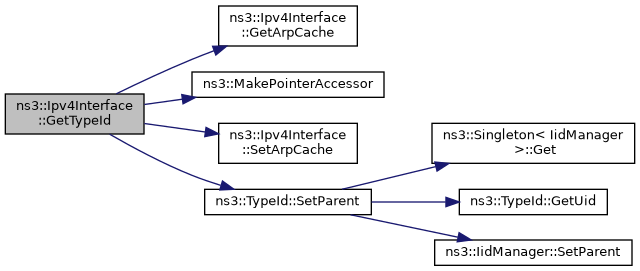 ns3::Ipv4Interface
::GetTypeId
ns3::Ipv4Interface
::GetArpCache
ns3::MakePointerAccessor
ns3::Ipv4Interface
::SetArpCache
ns3::TypeId::SetParent
ns3::Singleton< IidManager
>::Get
ns3::TypeId::GetUid
ns3::IidManager::SetParent